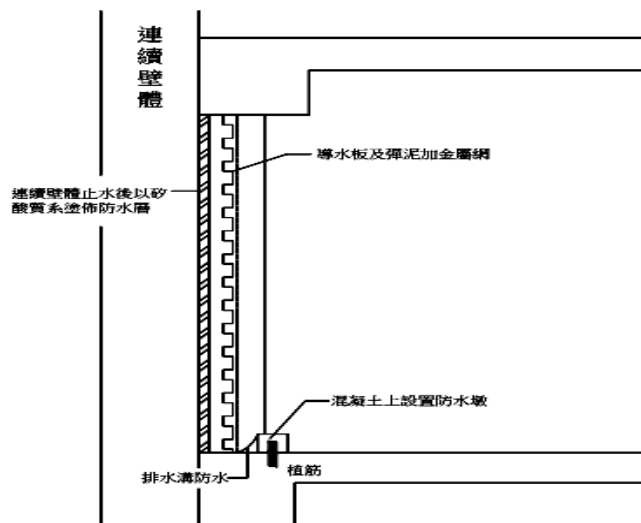 連續壁體
導水板及彈泥加金屬網
連續壁體止水後以矽
酸質系塗佈防水層
混凝土上設置防水墩
排水溝防水
植筋